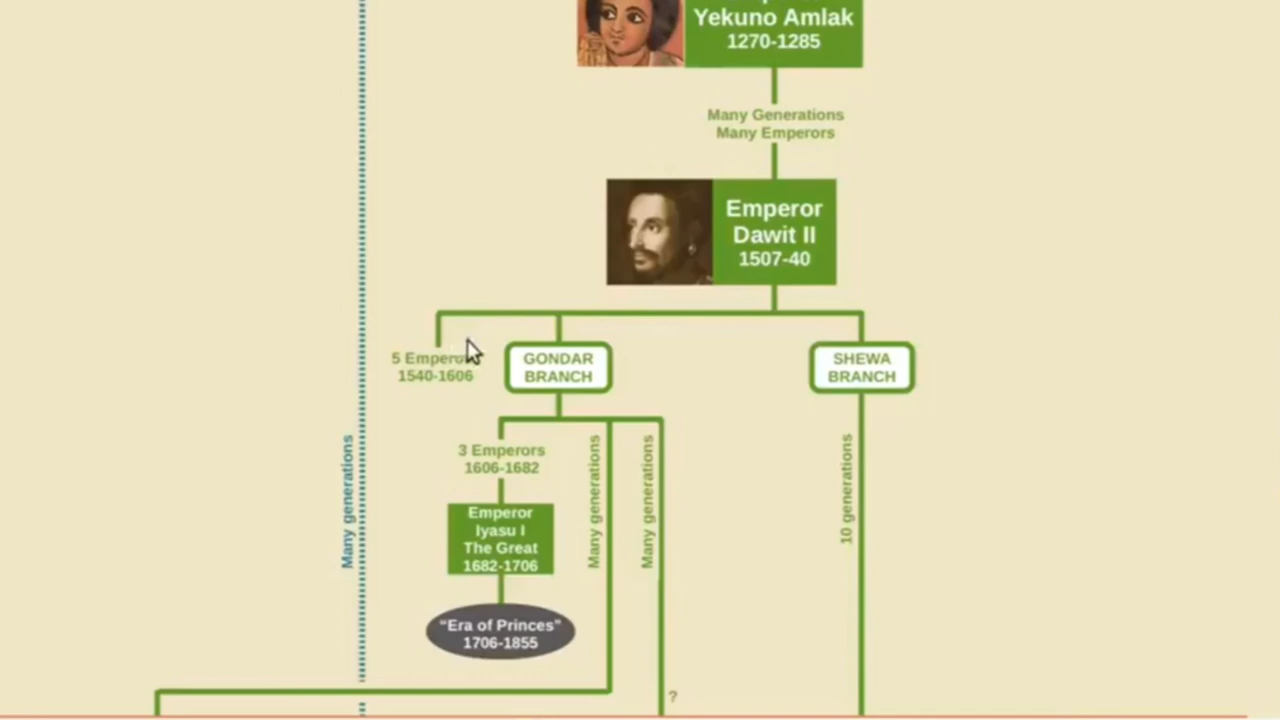 Yekuno Amlak
1270-1285
Many Generations
Many Emperors
Emperor
Dawit II
1507-40
5
1540-1606
GONDAR
BRANCH
SHEWA
BRANCH
3 Emperors
1606-1682
Many generations
Many generations
Many generations
10 generations
Emperor
Iyasu I
The Great
1682-1706
“Era of Princes”
1706-1855
?